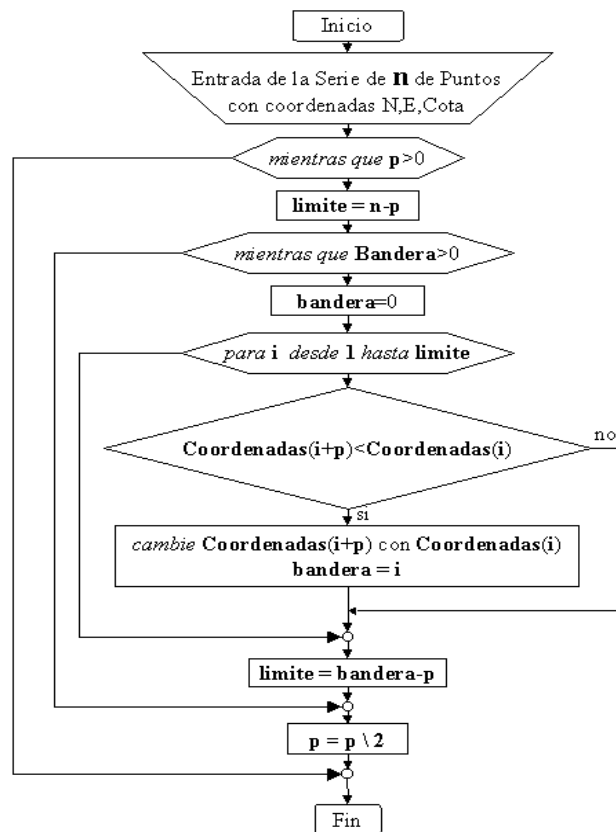 Inicio
Entrada de la Serie de n de Puntos
con coordenadas N,E,Cota
mientras que p>0
limite = n-p
mientras que Bandera>0
bandera=0
para i desde 1 hasta limite
Coordenadas(i+p)<Coordenadas(i)
no
si
cambie Coordenadas(i+p) con Coordenadas(i)
bandera = i
limite = bandera-p
p = p \ 2
Fin